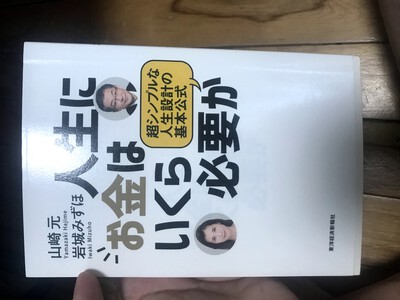 山崎 元
Yamazaki Hajime
岩城みずほ
Iwaki Mizuho
人生に
お金は
いくら
必要か
超シンプルな
人生設計の
基本公式
東洋経済新報社